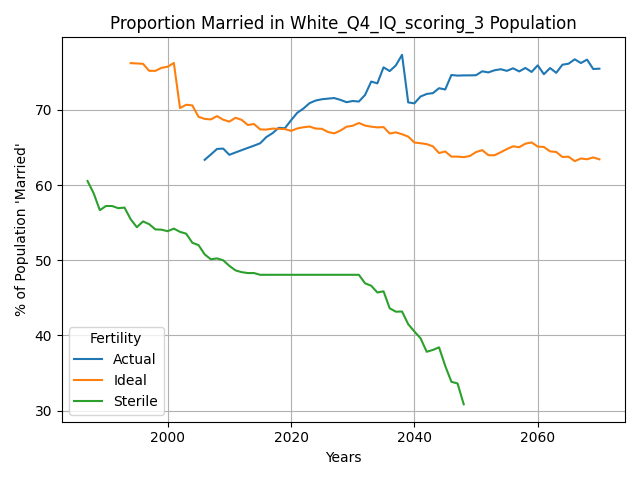 Proportion Married in White_Q4_IQ_scoring_3 Population
% of Population 'Married'
70
60
50
40
30
Fertility
Actual
Ideal
Sterile
2000
2020
2040
2060
Years